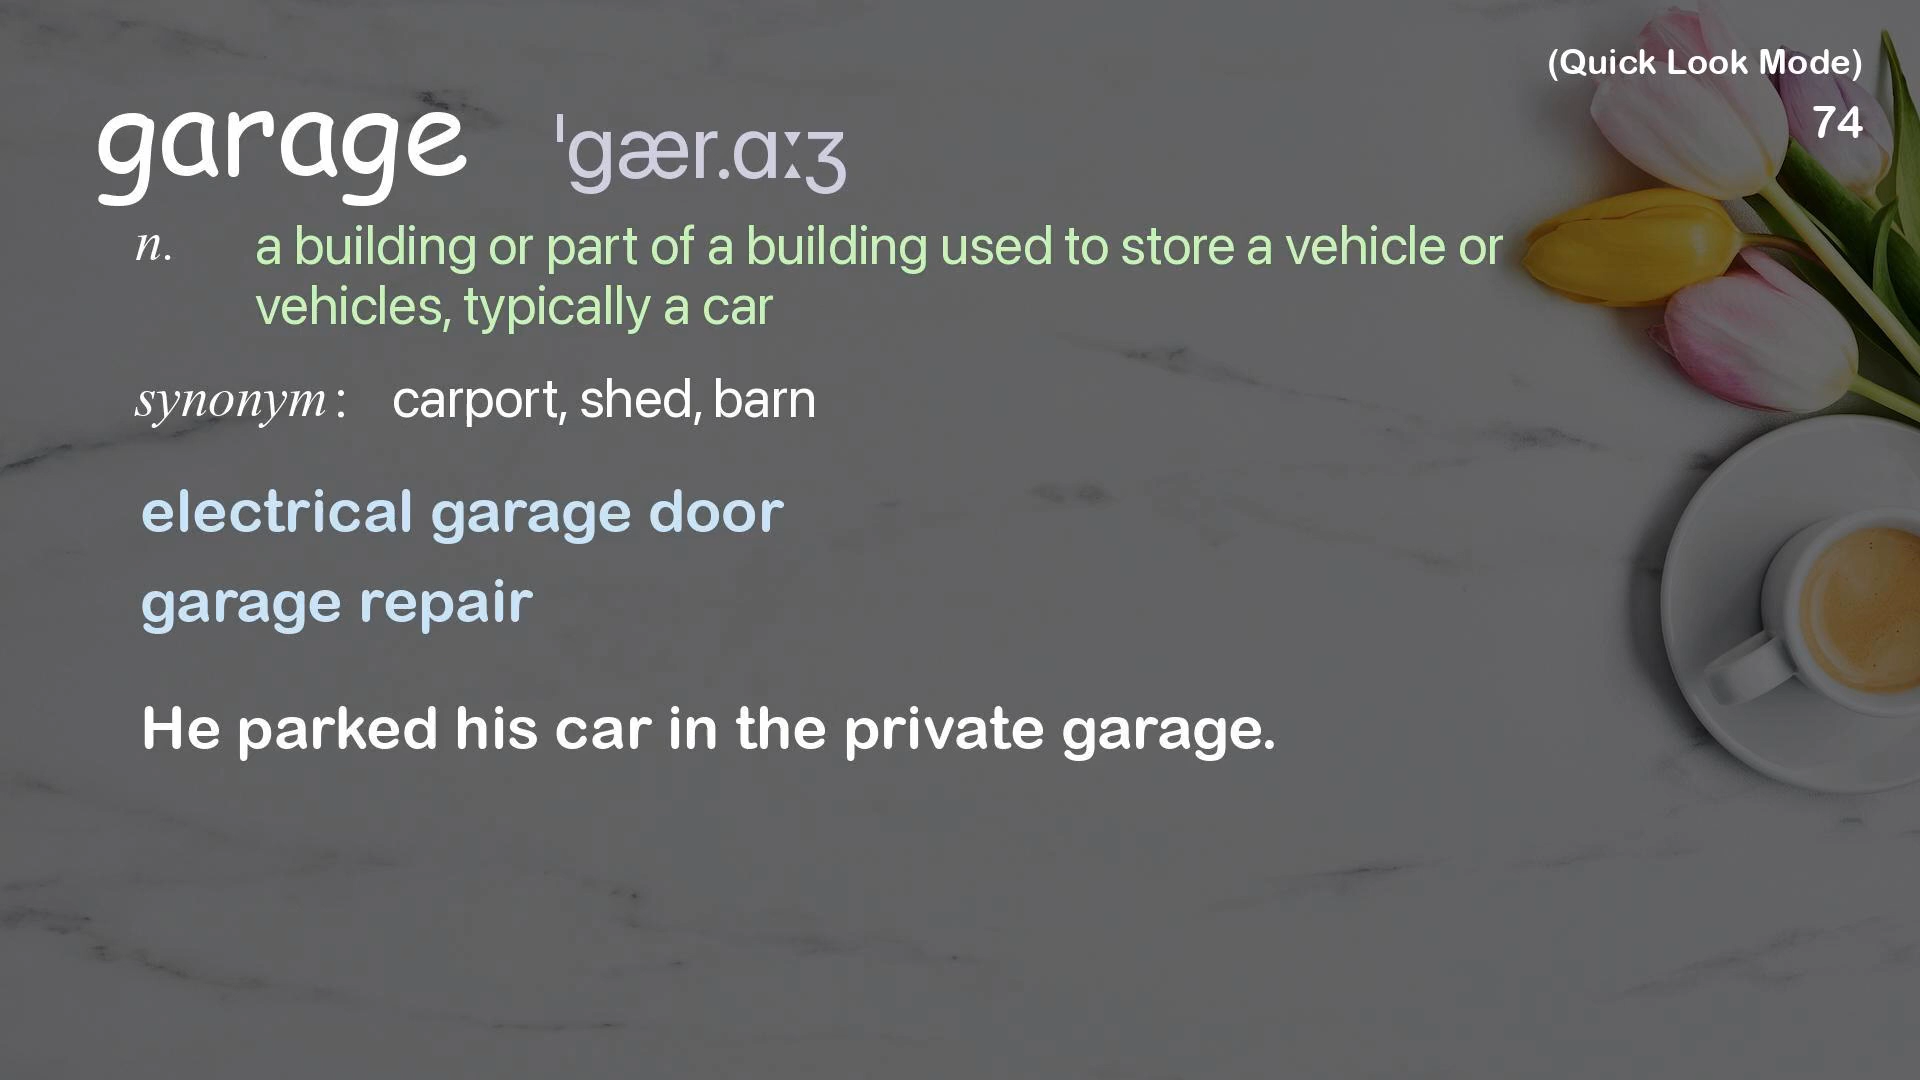 (Quick Look Mode)
74
garage ˈɡær.ɑːʒ
n. a building or part of a building used to store a vehicle or
vehicles, typically a car
synonym: carport, shed, barn
electrical garage door
garage repair
He parked his car in the private garage.